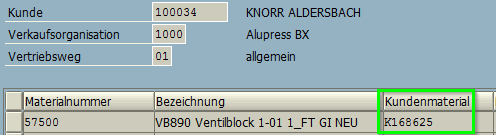 Kunde 100034 KNORR ALDERSBACH
Verkaufsorganisation 1000 Alupress BX
Vertriebsweg 01 allgemein
Materialnummer Bezeichnung Kundenmaterial
57500 VB890 Ventilblock 1-01 1_FT GI NEU K168625